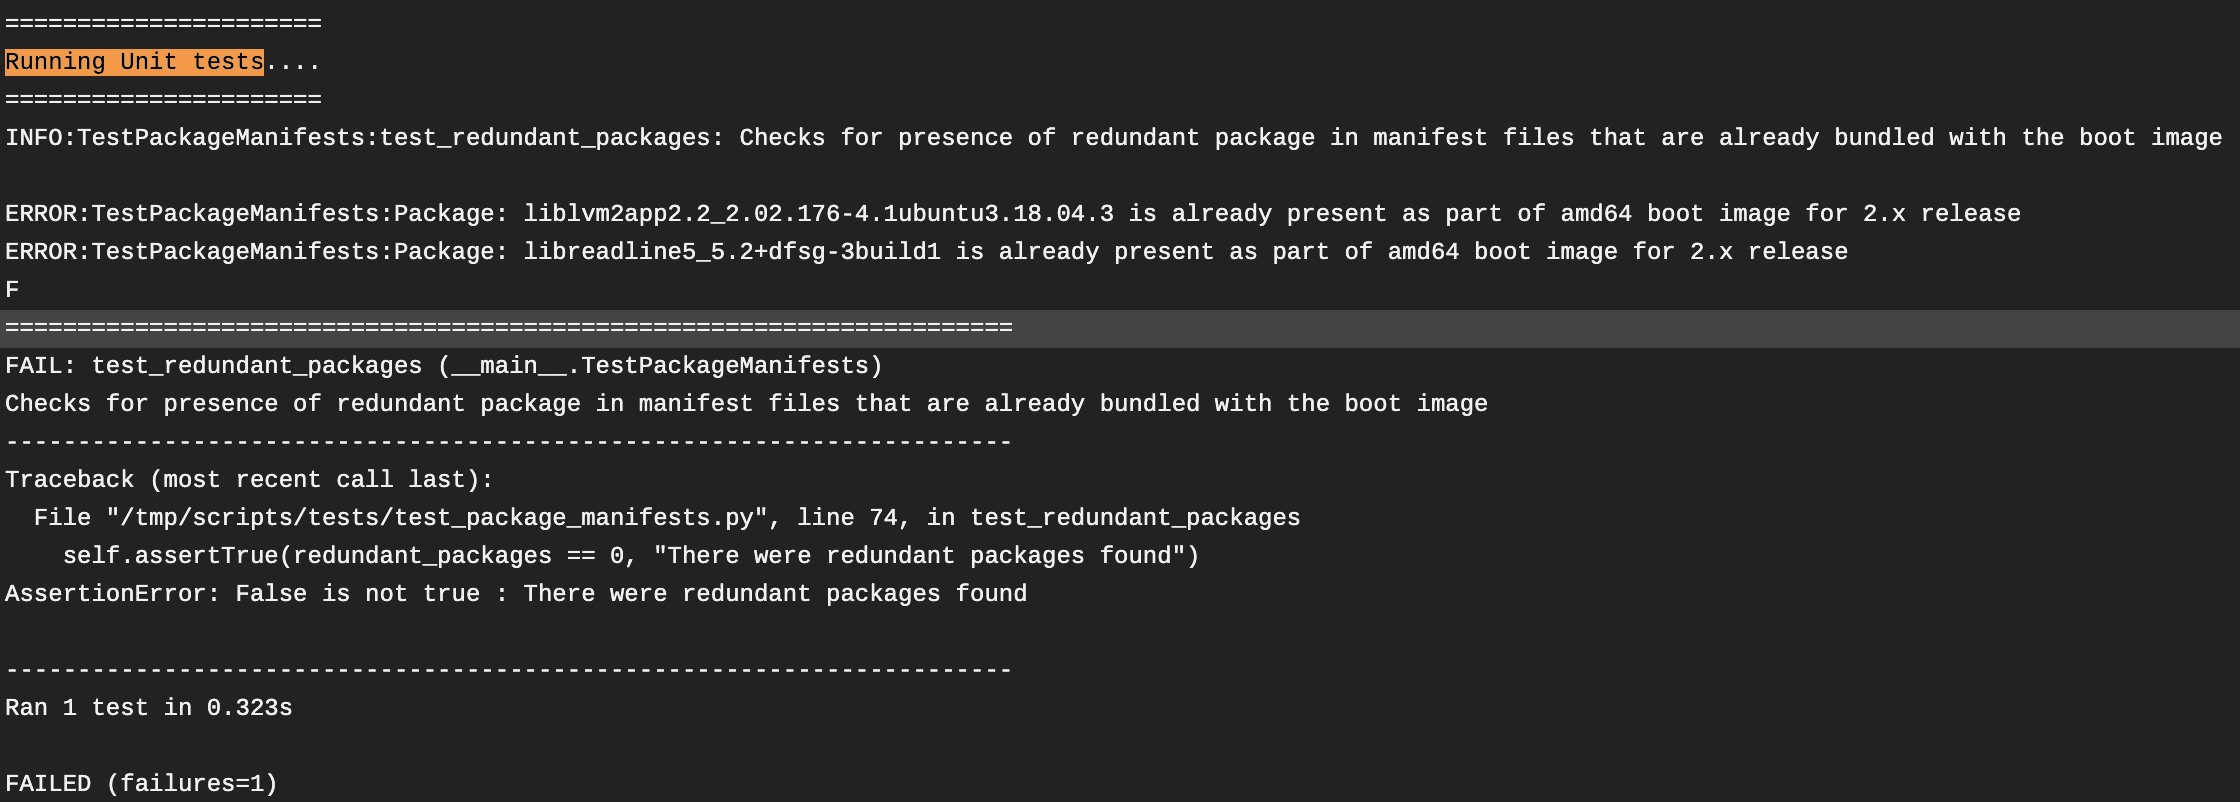 ======================
Running Unit tests....
======================
INFO:TestPackageManifests:test_redundant_packages: Checks for presence of redundant package in manifest files that are already bundled with the boot image
ERROR:TestPackageManifests:Package: liblvm2app2.2_2.02.176-4.1ubuntu3.18.04.3 is already present as part of amd64 boot image for 2.x release
ERROR:TestPackageManifests:Package: libreadline5_5.2+dfsg-3build1 is already present as part of amd64 boot image for 2.x release
F
======================================================================
FAIL: test_redundant_packages (__main__.TestPackageManifests)
Checks for presence of redundant package in manifest files that are already bundled with the boot image
----------------------------------------------------------------------
Traceback (most recent call last):
  File "/tmp/scripts/tests/test_package_manifests.py", line 74, in test_redundant_packages
    self.assertTrue(redundant_packages == 0, "There were redundant packages found")
AssertionError: False is not true : There were redundant packages found
----------------------------------------------------------------------
Ran 1 test in 0.323s
FAILED (failures=1)